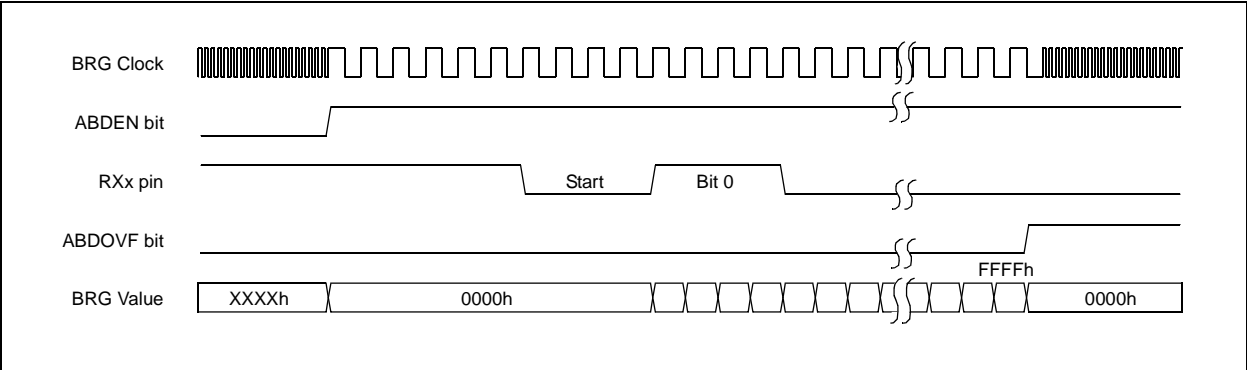 BRG Clock
ABDEN bit
RXx pin
Start
Bit 0
ABDOVF bit
FFFFh
BRG Value
XXXXh
0000h
0000h